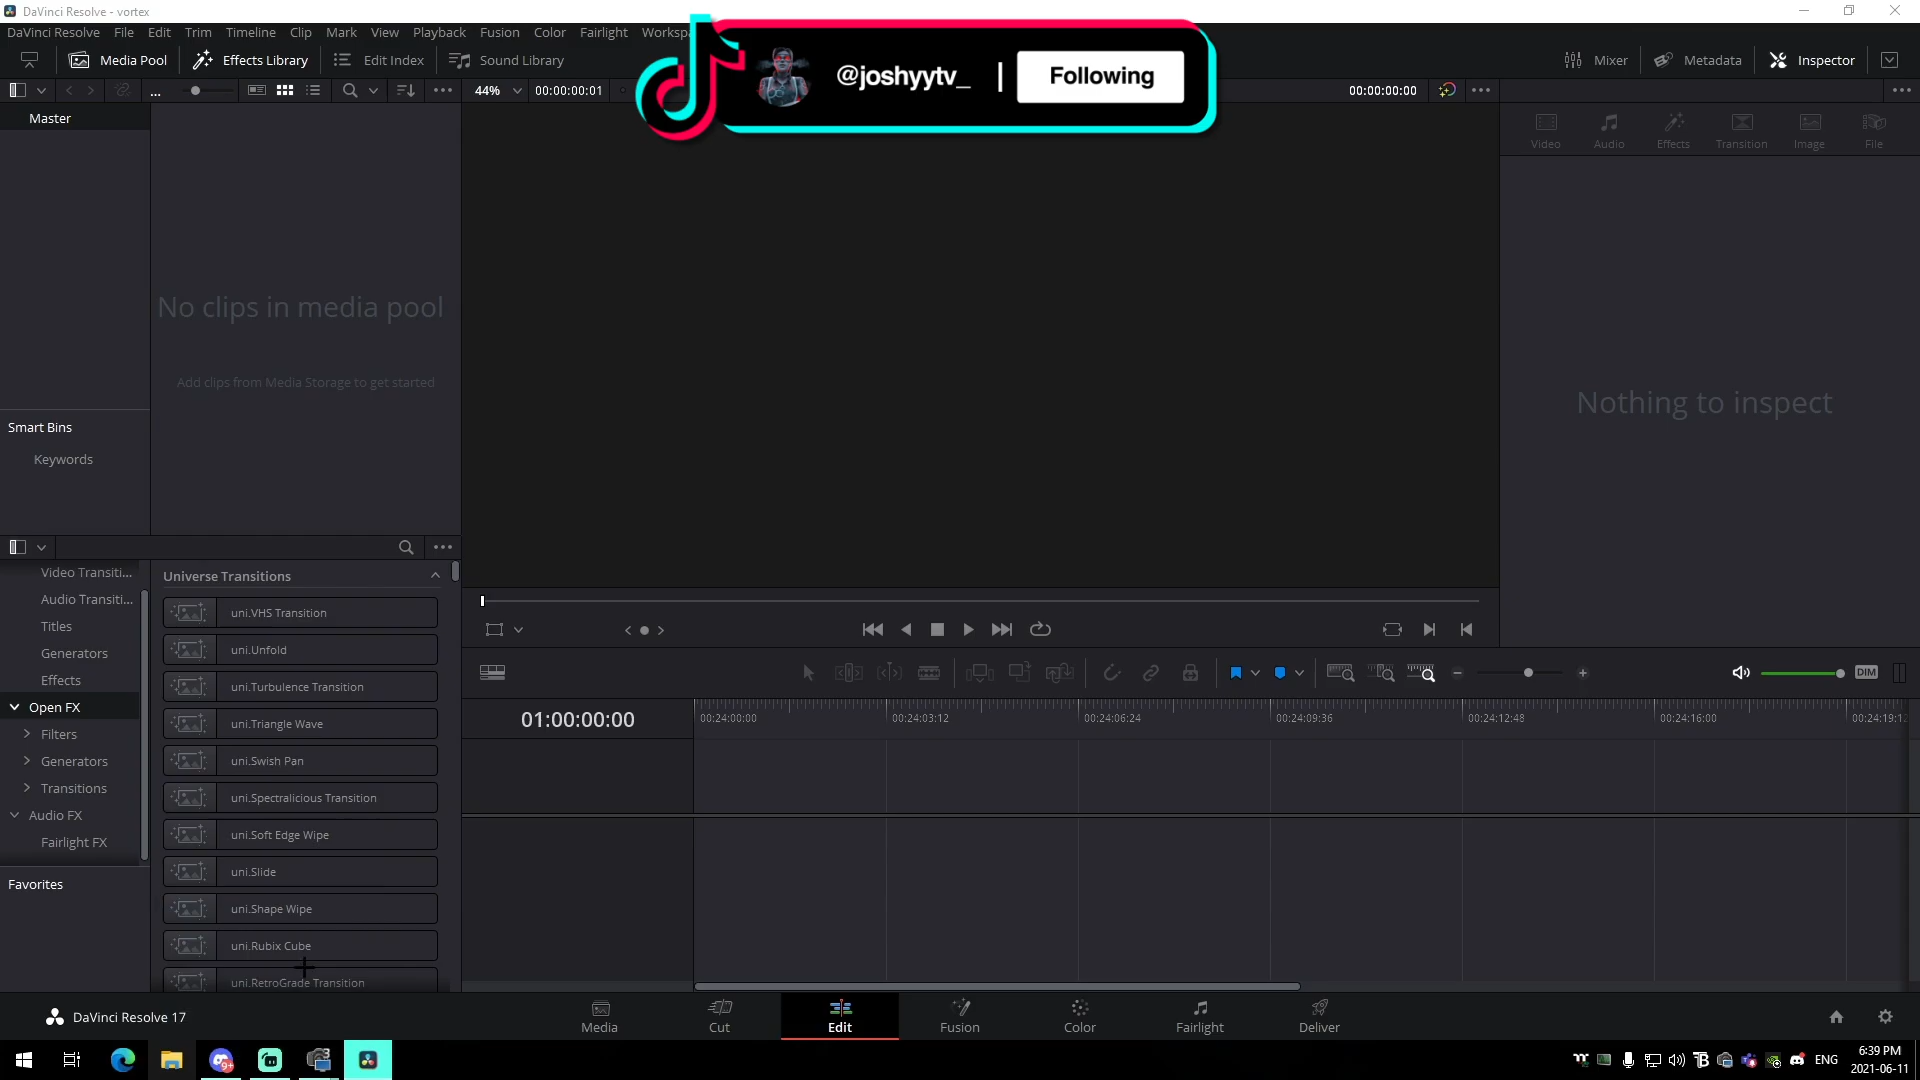 DaVinci Resolve - vortex
DaVinci Resolve File Edit Trim Timeline Clip Mark View Playback Fusion Color Fairlight Worksp
Media Pool Effects Library Edit Index Sound Library
@joshyytv_ | Following
Mixer Metadata Inspector
... 44% 00:00:00:01 00:00:00:00
Master
Video Audio Effects Transition Image File
No clips in media pool
Add clips from Media Storage to get started
Nothing to inspect
Smart Bins
Keywords
Video Transiti...
Audio Transiti...
Titles
Generators
Effects
Open FX
Filters
Generators
Transitions
Audio FX
Fairlight FX
Favorites
Universe Transitions
uni.VHS Transition
uni.Unfold
uni.Turbulence Transition
uni.Triangle Wave
uni.Swish Pan
uni.Spectralicious Transition
uni.Soft Edge Wipe
uni.Slide
uni.Shape Wipe
uni.Rubix Cube
uni.RetroGrade Transition
DIM
01:00:00:00
00:24:00:00 00:24:03:12 00:24:06:24 00:24:09:36 00:24:12:48 00:24:16:00 00:24:19:1
DaVinci Resolve 17
Media Cut Edit Fusion Color Fairlight Deliver
9+ 3
ENG
6:39 PM
2021-06-11